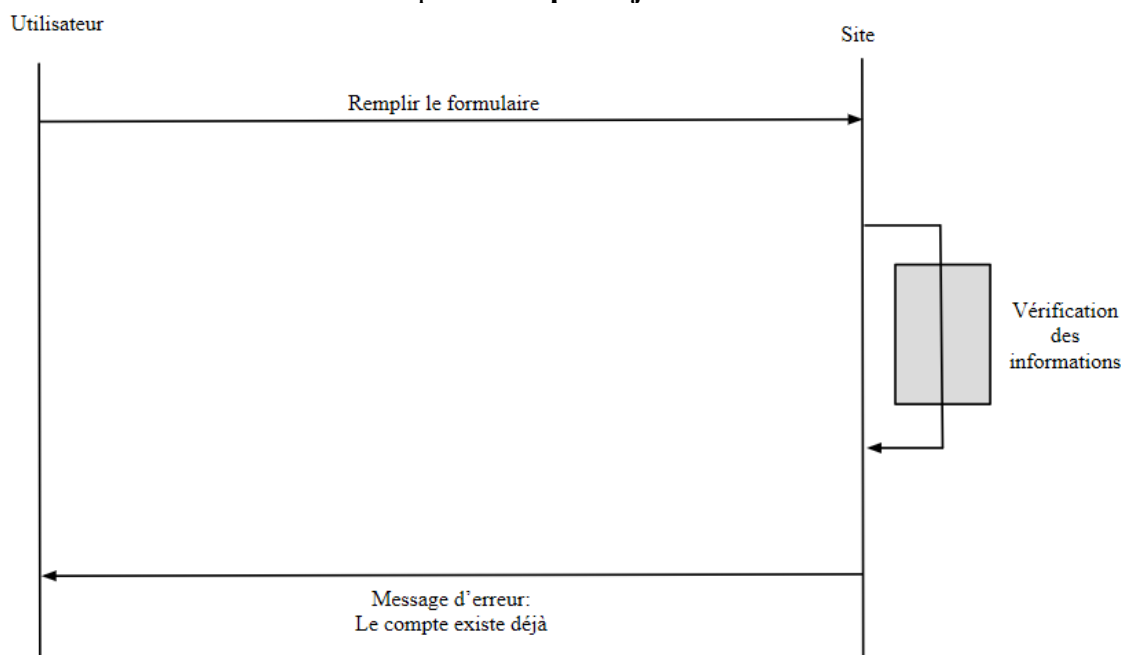 Utilisateur
Site
Remplir le formulaire
Vérification
des
informations
Message d’erreur:
Le compte existe déjà